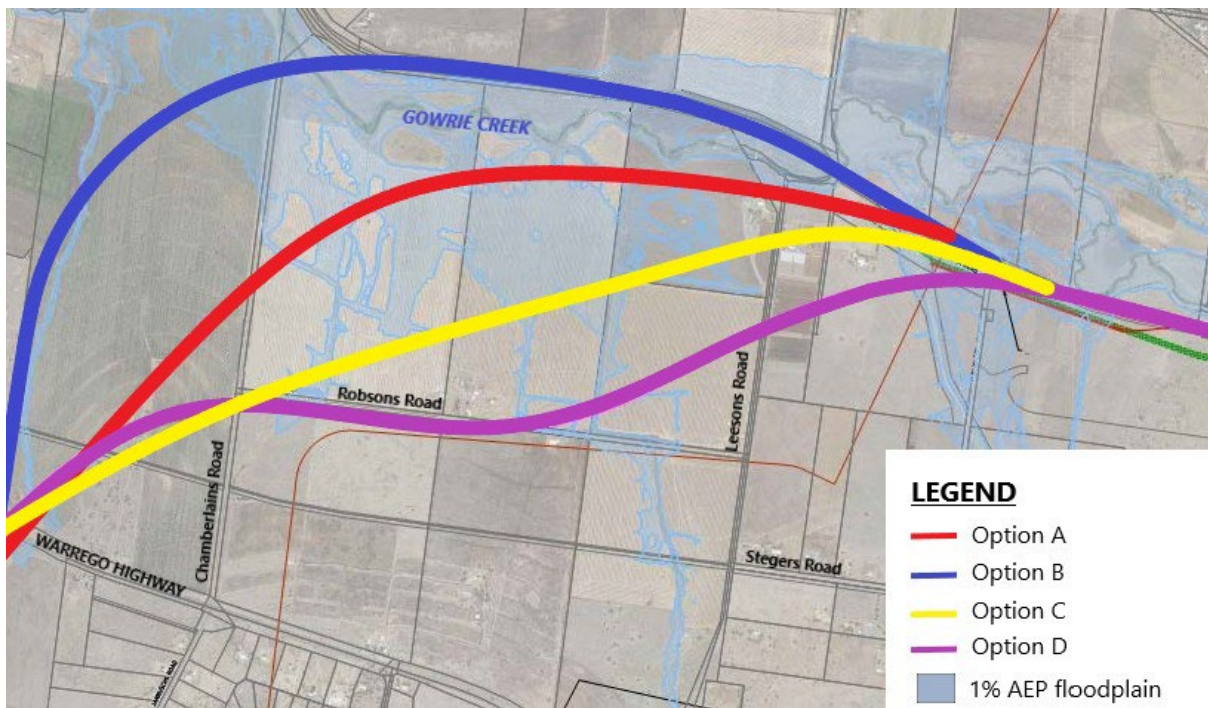 GOWRIE CREEK
Robsons Road
Leesons Road
Chamberlains Road
WARREGO HIGHWAY
Stegers Road
LEGEND
Option A
Option B
Option C
Option D
1% AEP floodplain